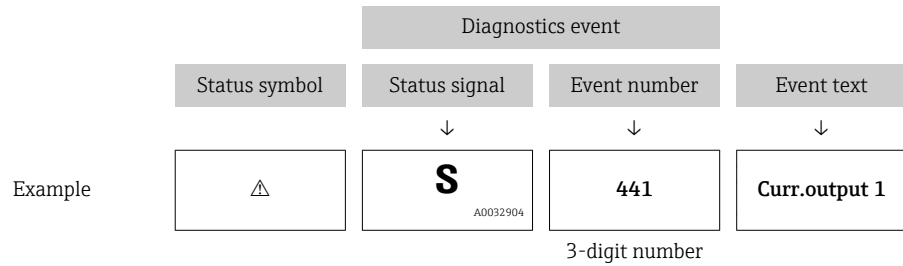 Diagnostics event
Status symbol Status signal Event number Event text
↓ ↓ ↓
Example ⚠ S 441 Curr.output 1
A0032904
3-digit number